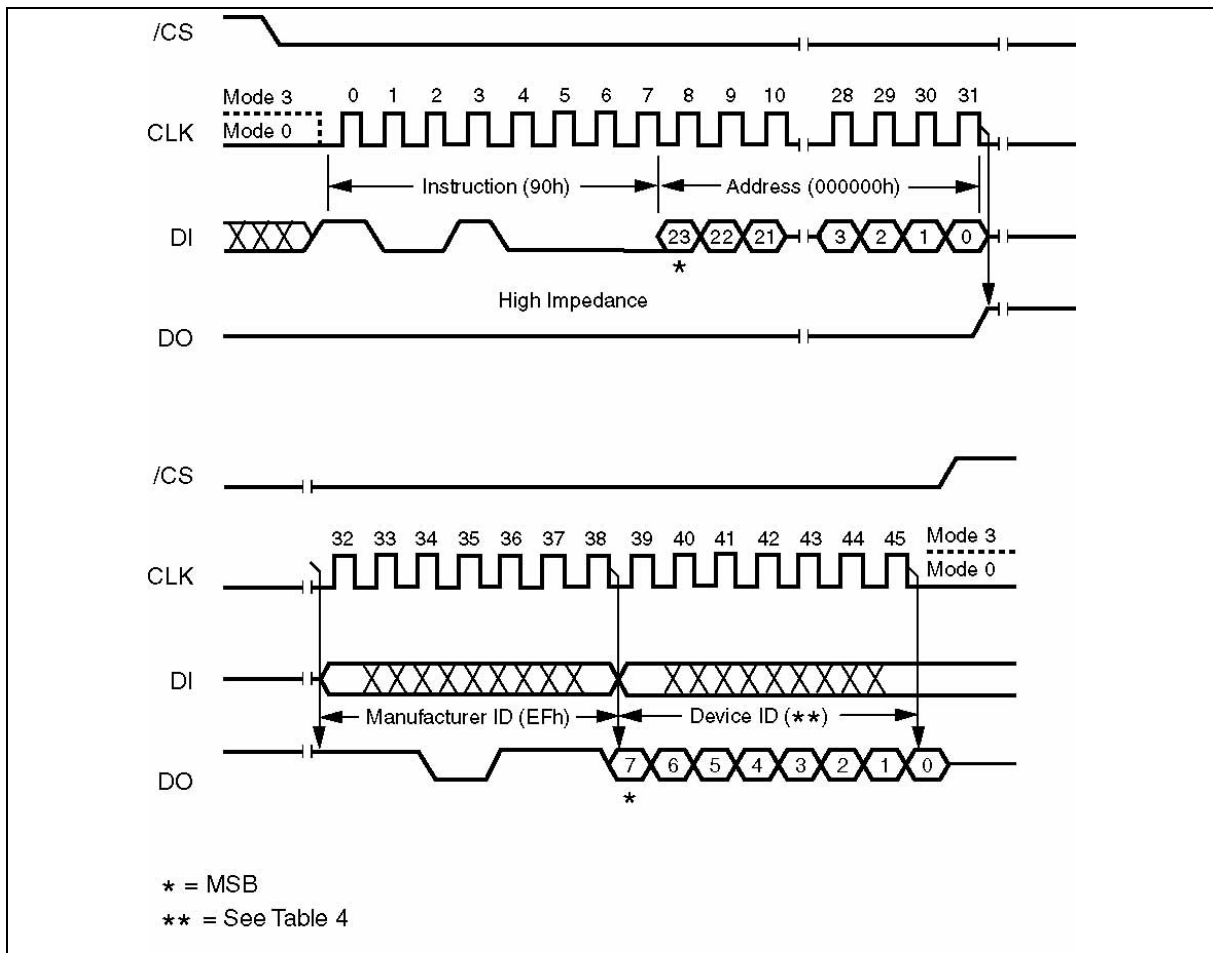 /CS
Mode 3 0 1 2 3 4 5 6 7 8 9 10 28 29 30 31
CLK Mode 0
Instruction (90h) Address (000000h)
DI 23 22 21 3 2 1 0
*
High Impedance
DO
/CS
32 33 34 35 36 37 38 39 40 41 42 43 44 45 Mode 3
CLK Mode 0
DI
Manufacturer ID (EFh) Device ID (**)
DO 7 6 5 4 3 2 1 0
*
* = MSB
** = See Table 4